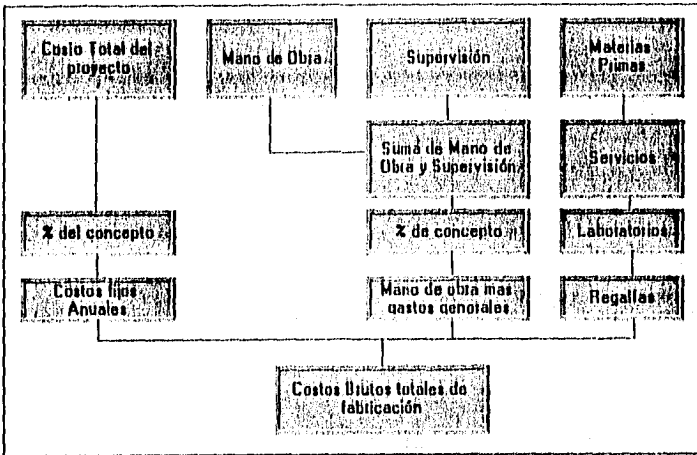 Costo Total del
proyecto
Mano de Obra
Supervisión
Materias
Primas
Suma de Mano de
Obra y Supervisión
Servicios
% del concepto
% de concepto
Laboratorios
Costos fijos
Anuales
Mano de obra mas
gastos generales
Regalias
Costos Brutos totales de
fabricación